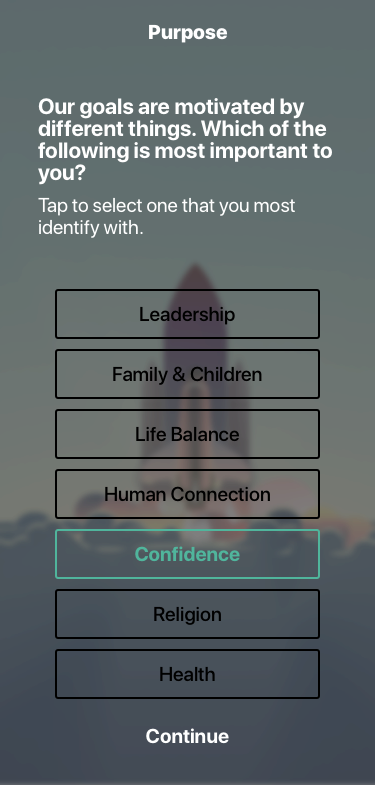 Purpose
Our goals are motivated by
different things. Which of the
following is most important to
you?
Tap to select one that you most
identify with.
Leadership
Family & Children
Life Balance
Human Connection
Confidence
Religion
Health
Continue